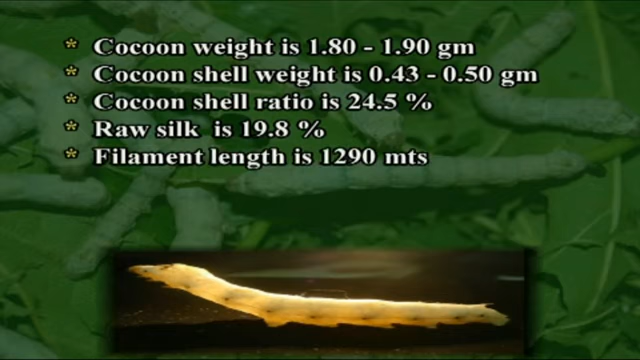 * Cocoon weight is 1.80 - 1.90 gm
* Cocoon shell weight is 0.43 - 0.50 gm
* Cocoon shell ratio is 24.5 %
* Raw silk is 19.8 %
* Filament length is 1290 mts